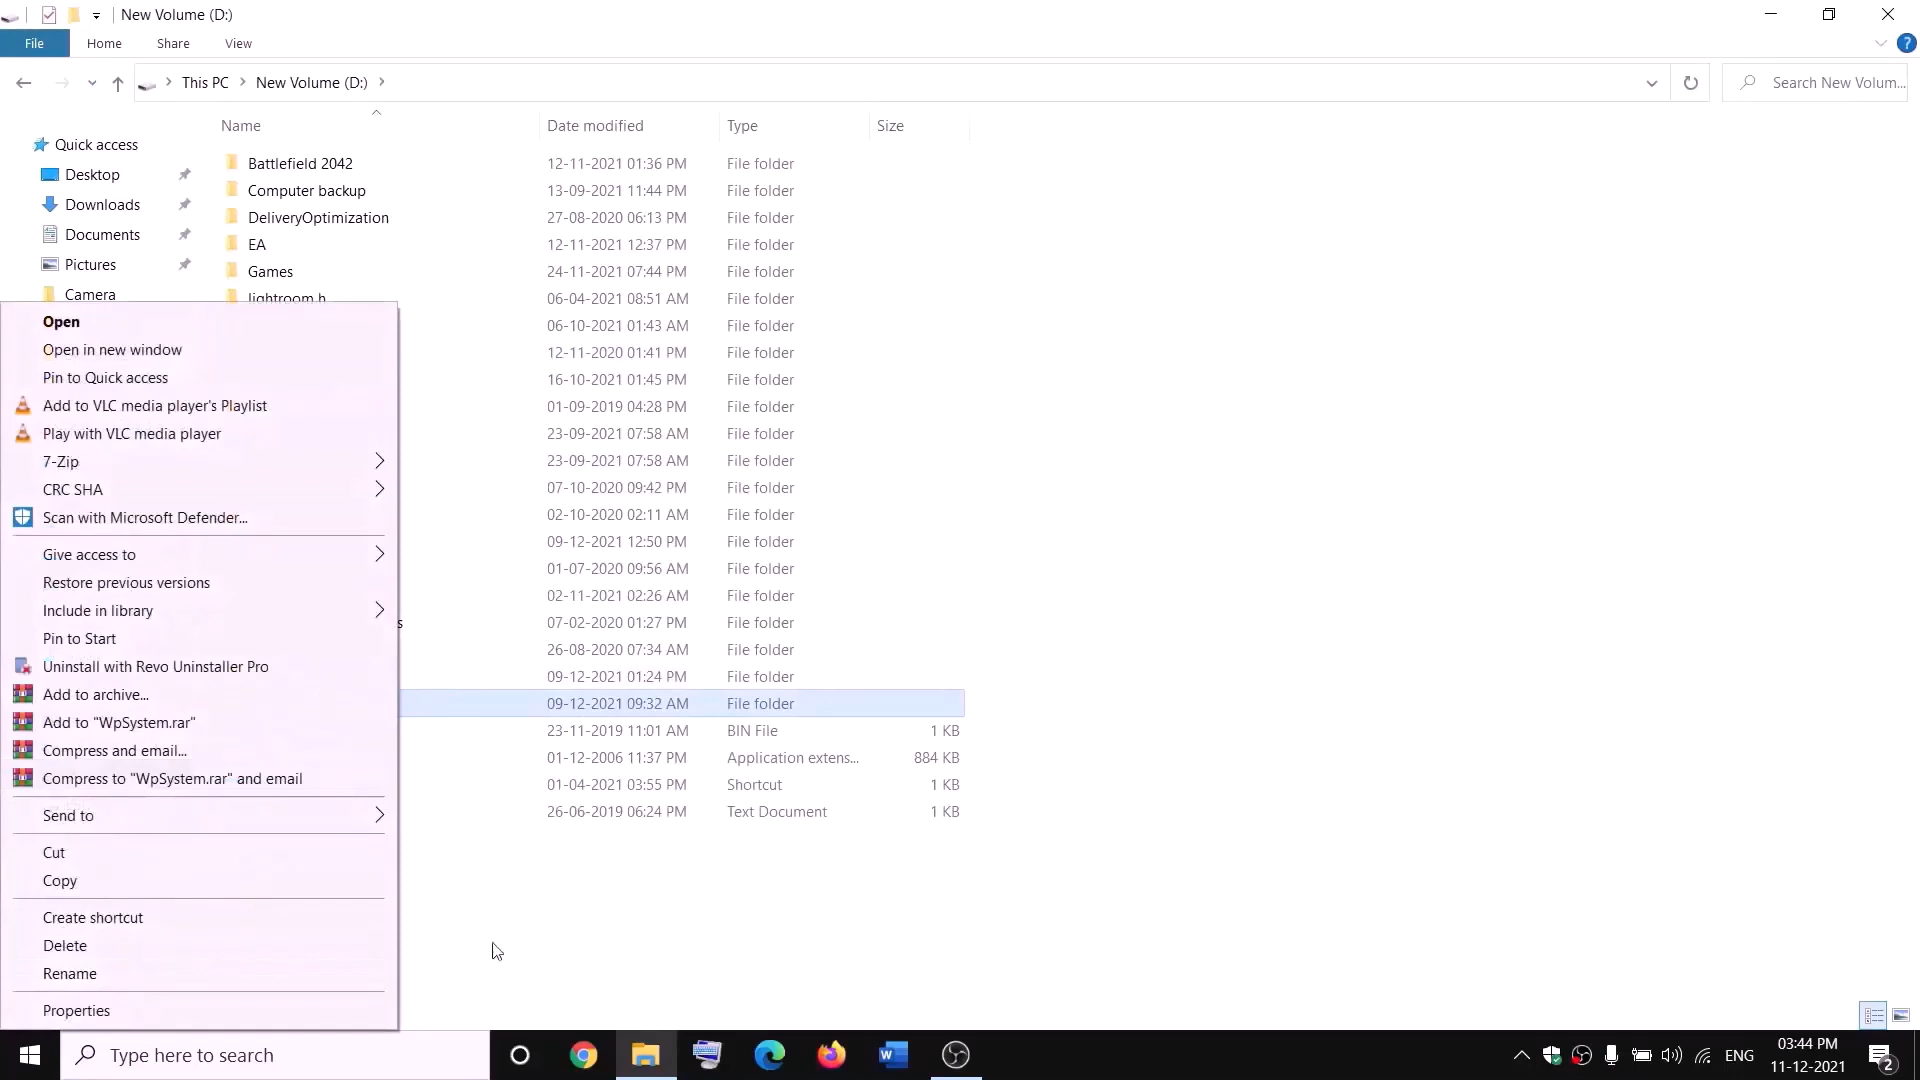 New Volume (D:)
File Home Share View
This PC New Volume (D:) Search New Volum...
Name Date modified Type Size
Quick access
Desktop
Downloads
Documents
Pictures
Camera
Battlefield 2042 12-11-2021 01:36 PM File folder
Computer backup 13-09-2021 11:44 PM File folder
DeliveryOptimization 27-08-2020 06:13 PM File folder
EA 12-11-2021 12:37 PM File folder
Games 24-11-2021 07:44 PM File folder
lightroom h 06-04-2021 08:51 AM File folder
06-10-2021 01:43 AM File folder
12-11-2020 01:41 PM File folder
16-10-2021 01:45 PM File folder
01-09-2019 04:28 PM File folder
23-09-2021 07:58 AM File folder
23-09-2021 07:58 AM File folder
07-10-2020 09:42 PM File folder
02-10-2020 02:11 AM File folder
09-12-2021 12:50 PM File folder
01-07-2020 09:56 AM File folder
02-11-2021 02:26 AM File folder
s 07-02-2020 01:27 PM File folder
26-08-2020 07:34 AM File folder
09-12-2021 01:24 PM File folder
09-12-2021 09:32 AM File folder
23-11-2019 11:01 AM BIN File 1 KB
01-12-2006 11:37 PM Application extens... 884 KB
01-04-2021 03:55 PM Shortcut 1 KB
26-06-2019 06:24 PM Text Document 1 KB
Open
Open in new window
Pin to Quick access
Add to VLC media player's Playlist
Play with VLC media player
7-Zip
CRC SHA
Scan with Microsoft Defender...
Give access to
Restore previous versions
Include in library
Pin to Start
Uninstall with Revo Uninstaller Pro
Add to archive...
Add to "WpSystem.rar"
Compress and email...
Compress to "WpSystem.rar" and email
Send to
Cut
Copy
Create shortcut
Delete
Rename
Properties
Type here to search
ENG
03:44 PM
11-12-2021
2